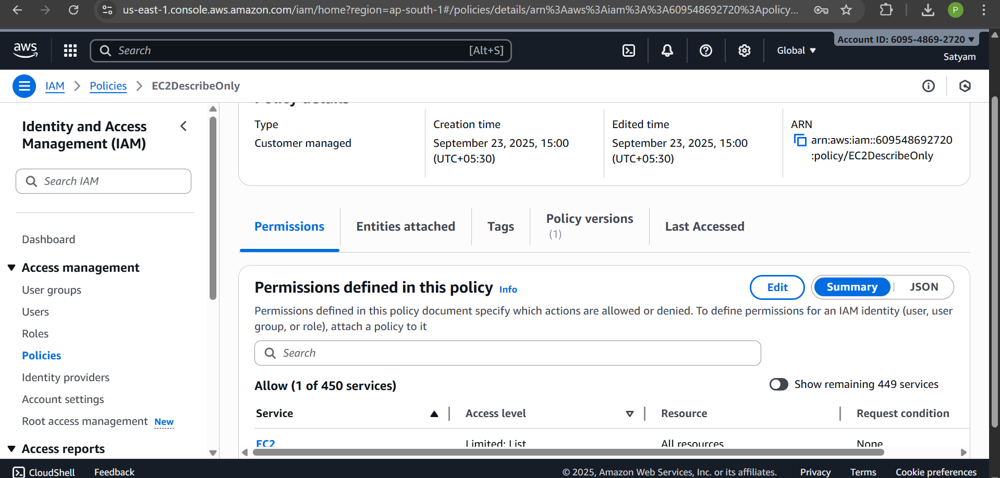 us-east-1.console.aws.amazon.com/iam/home?region=ap-south-1#/policies/details/arn%3Aaws%3Aiam%3A%3A609548692720%3Apolicy...
P
aws
Search
[Alt+S]
Global
Account ID: 6095-4869-2720
Satyam
IAM
Policies
EC2DescribeOnly
Identity and Access
Management (IAM)
Search IAM
Dashboard
Access management
User groups
Users
Roles
Policies
Identity providers
Account settings
Root access management New
Access reports
Policy details
Type
Customer managed
Creation time
September 23, 2025, 15:00
(UTC+05:30)
Edited time
September 23, 2025, 15:00
(UTC+05:30)
ARN
arn:aws:iam::609548692720
:policy/EC2DescribeOnly
Permissions
Entities attached
Tags
Policy versions
(1)
Last Accessed
Permissions defined in this policy Info
Edit
Summary
JSON
Permissions defined in this policy document specify which actions are allowed or denied. To define permissions for an IAM identity (user, user
group, or role), attach a policy to it
Search
Allow (1 of 450 services)
Show remaining 449 services
Service
Access level
Resource
Request condition
EC2
Limited: List
All resources
None
CloudShell
Feedback
© 2025, Amazon Web Services, Inc. or its affiliates.
Privacy
Terms
Cookie preferences